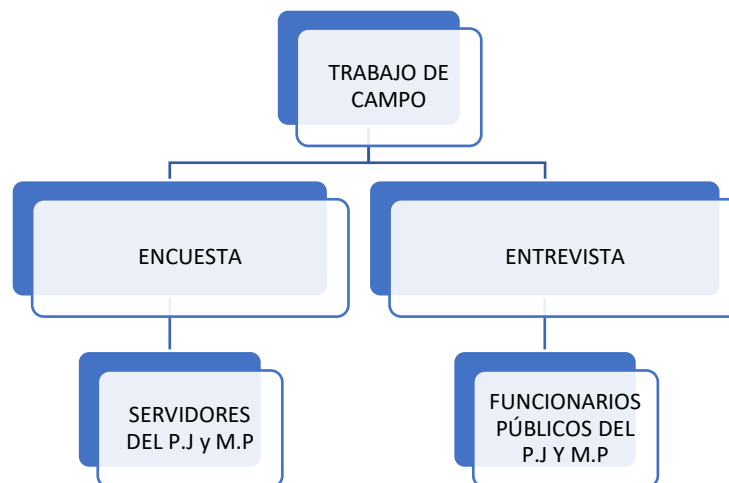 TRABAJO DE
CAMPO
ENCUESTA
ENTREVISTA
SERVIDORES
DEL P.J y M.P
FUNCIONARIOS
PÚBLICOS DEL
P.J Y M.P